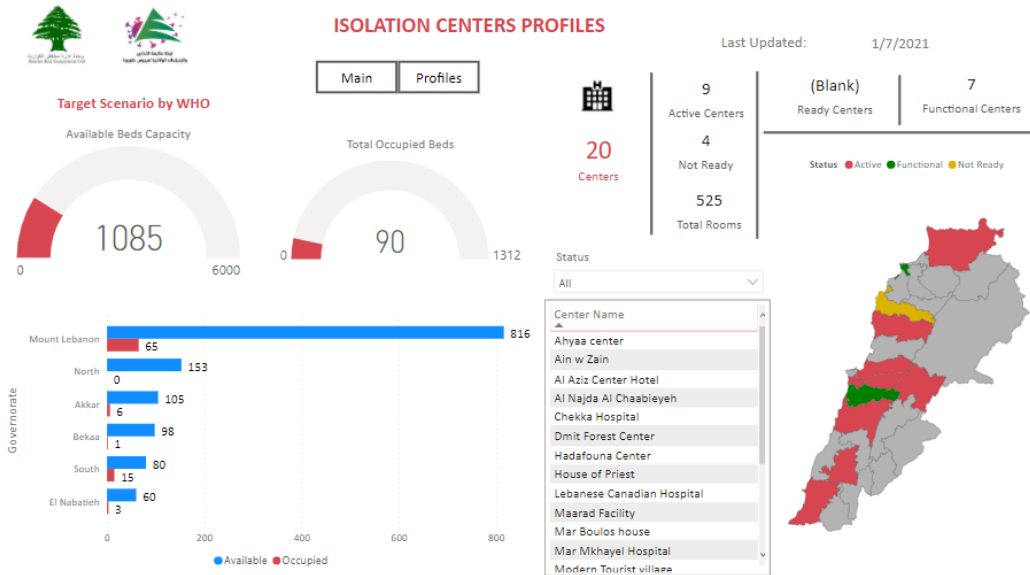 ISOLATION CENTERS PROFILES
Last Updated: 1/7/2021
Main
Profiles
Target Scenario by WHO
Available Beds Capacity
1085
0
6000
Total Occupied Beds
90
0
1312
20
Centers
9
Active Centers
4
Not Ready
525
Total Rooms
(Blank)
Ready Centers
7
Functional Centers
Status Active Functional Not Ready
Governorate
Mount Lebanon
816
65
North
153
0
Akkar
105
6
Bekaa
98
1
South
80
15
El Nabatieh
60
3
0 200 400 600 800
Available Occupied
Status
All
Center Name
Ahyaa center
Ain w Zain
Al Aziz Center Hotel
Al Najda Al Chaabieyeh
Chekka Hospital
Dmit Forest Center
Hadafouna Center
House of Priest
Lebanese Canadian Hospital
Maarad Facility
Mar Boulos house
Mar Mkhayel Hospital
Modern Tourist village